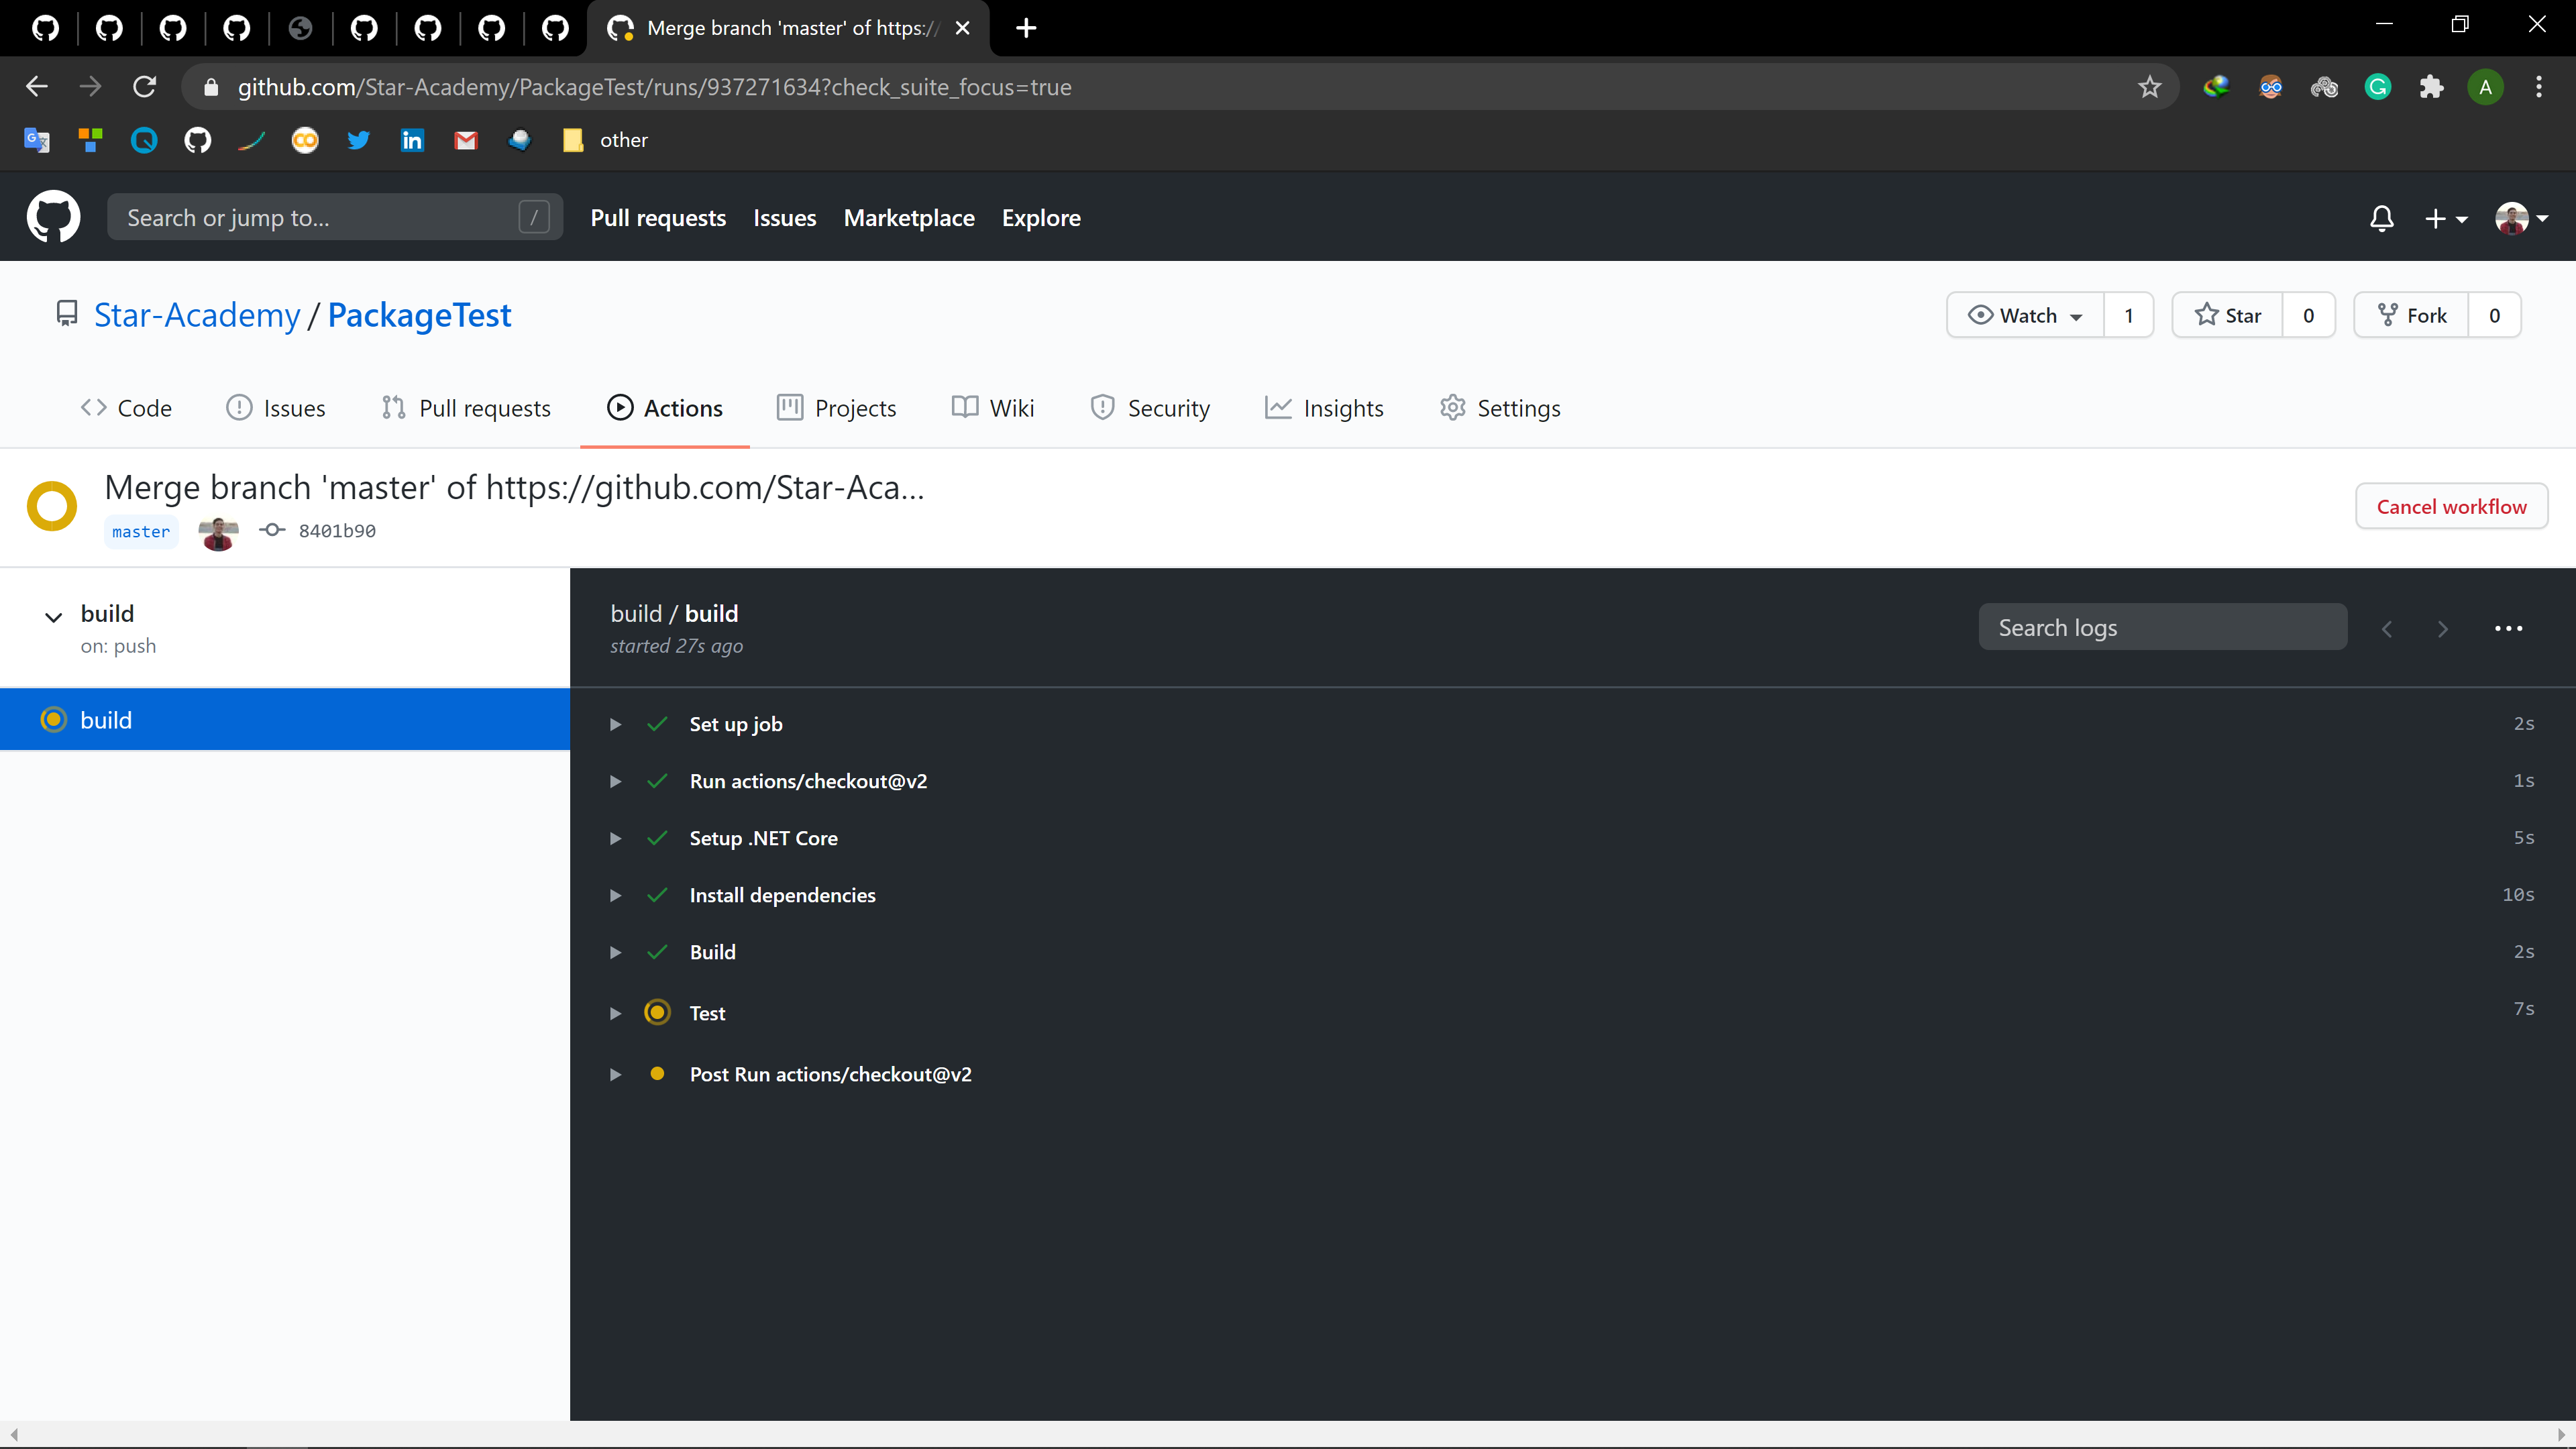 Merge branch 'master' of https://
github.com/Star-Academy/PackageTest/runs/937271634?check_suite_focus=true
A
other
Search or jump to...
/
Pull requests Issues Marketplace Explore
Star-Academy / PackageTest
Watch 1 Star 0 Fork 0
Code Issues Pull requests Actions Projects Wiki Security Insights Settings
Merge branch 'master' of https://github.com/Star-Aca...
master 8401b90
Cancel workflow
build
on: push
build
build / build
started 27s ago
Search logs
Set up job 2s
Run actions/checkout@v2 1s
Setup .NET Core 5s
Install dependencies 10s
Build 2s
Test 7s
Post Run actions/checkout@v2